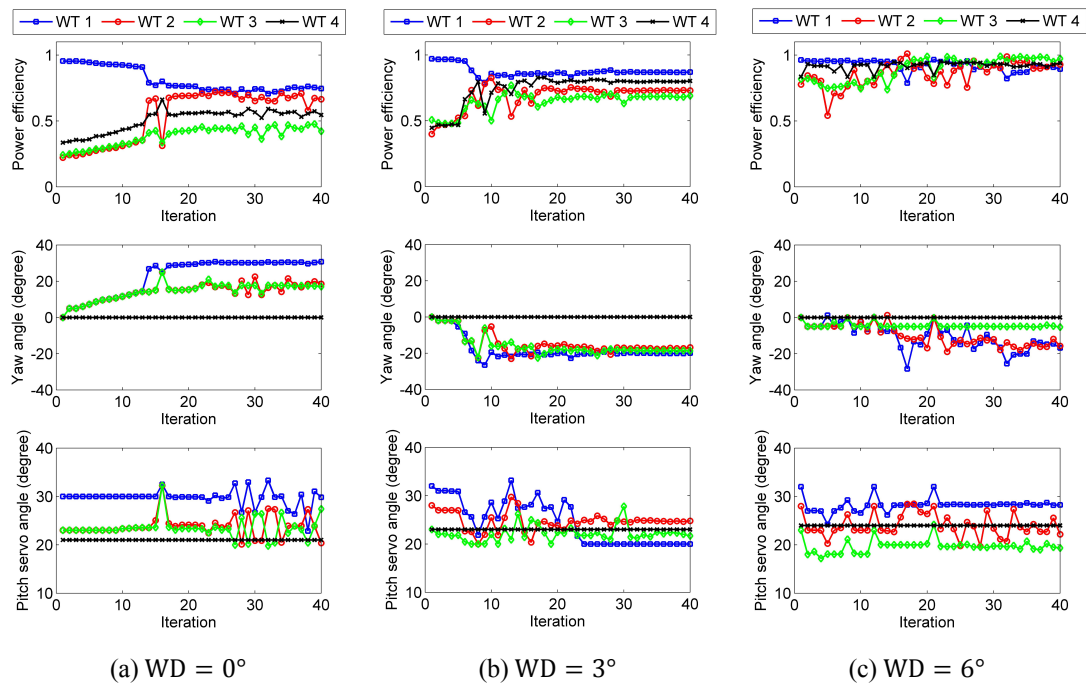 WT 1 WT 2 WT 3 WT 4
WT 1 WT 2 WT 3 WT 4
WT 1 WT 2 WT 3 WT 4
Power efficiency
1
0.5
0
0 10 20 30 40
Iteration
Power efficiency
1
0.5
0
0 10 20 30 40
Iteration
Power efficiency
1
0.5
0
0 10 20 30 40
Iteration
Yaw angle (degree)
40
20
0
-20
-40
0 10 20 30 40
Iteration
Yaw angle (degree)
40
20
0
-20
-40
0 10 20 30 40
Iteration
Yaw angle (degree)
40
20
0
-20
-40
0 10 20 30 40
Iteration
Pitch servo angle (degree)
40
30
20
10
0 10 20 30 40
Iteration
Pitch servo angle (degree)
40
30
20
10
0 10 20 30 40
Iteration
Pitch servo angle (degree)
40
30
20
10
0 10 20 30 40
Iteration
(a) WD = 0°
(b) WD = 3°
(c) WD = 6°